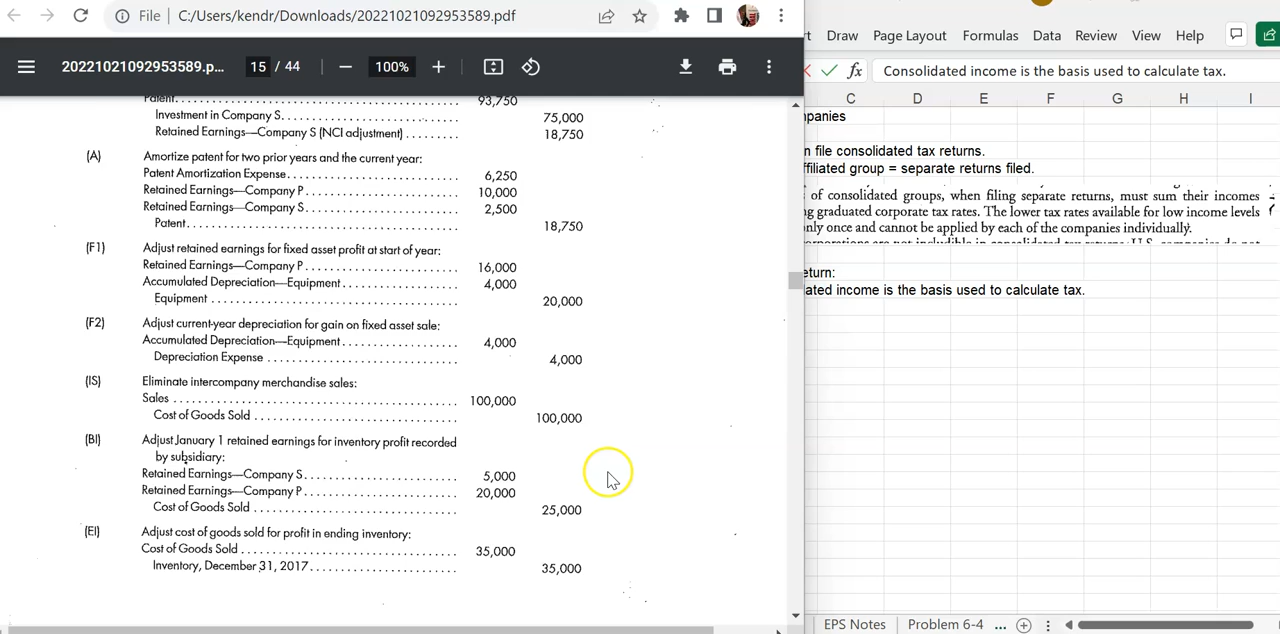 File | C:/Users/kendr/Downloads/20221021092953589.pdf
20221021092953589.p... 15 / 44 100%
Draw Page Layout Formulas Data Review View Help
fx Consolidated income is the basis used to calculate tax.
C D E F G H I
Patent. 93,750
Investment in Company S. 75,000
Retained Earnings—Company S (NCI adjustment) 18,750
(A) Amortize patent for two prior years and the current year:
Patent Amortization Expense. 6,250
Retained Earnings—Company P. 10,000
Retained Earnings—Company S. 2,500
Patent. 18,750
(F1) Adjust retained earnings for fixed asset profit at start of year:
Retained Earnings—Company P. 16,000
Accumulated Depreciation—Equipment. 4,000
Equipment 20,000
(F2) Adjust current-year depreciation for gain on fixed asset sale:
Accumulated Depreciation—Equipment. 4,000
Depreciation Expense 4,000
(IS) Eliminate intercompany merchandise sales:
Sales 100,000
Cost of Goods Sold 100,000
(BI) Adjust January 1 retained earnings for inventory profit recorded
by subsidiary:
Retained Earnings—Company S. 5,000
Retained Earnings—Company P. 20,000
Cost of Goods Sold 25,000
(EI) Adjust cost of goods sold for profit in ending inventory:
Cost of Goods Sold 35,000
Inventory, December 31, 2017. 35,000
mpanies
n file consolidated tax returns.
ffiliated group = separate returns filed.
of consolidated groups, when filing separate returns, must sum their incomes
ng graduated corporate tax rates. The lower tax rates available for low income levels
nly once and cannot be applied by each of the companies individually.
eturn:
ated income is the basis used to calculate tax.
EPS Notes Problem 6-4 ...